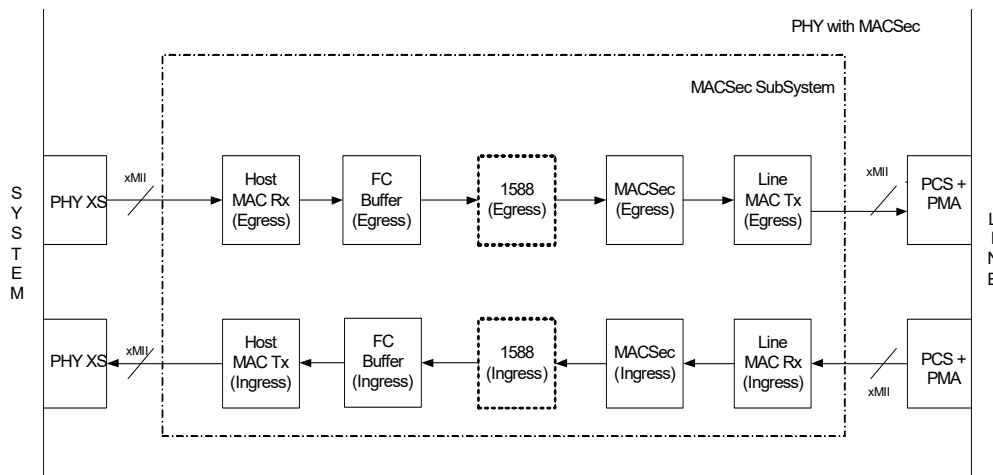 PHY with MACSec
MACSec SubSystem
SYSTEM
PHY XS
xMII
Host
MAC Rx
(Egress)
FC
Buffer
(Egress)
1588
(Egress)
MACSec
(Egress)
Line
MAC Tx
(Egress)
xMII
PCS +
PMA
LINE
PHY XS
xMII
Host
MAC Tx
(Ingress)
FC
Buffer
(Ingress)
1588
(Ingress)
MACSec
(Ingress)
Line
MAC Rx
(Ingress)
xMII
PCS +
PMA